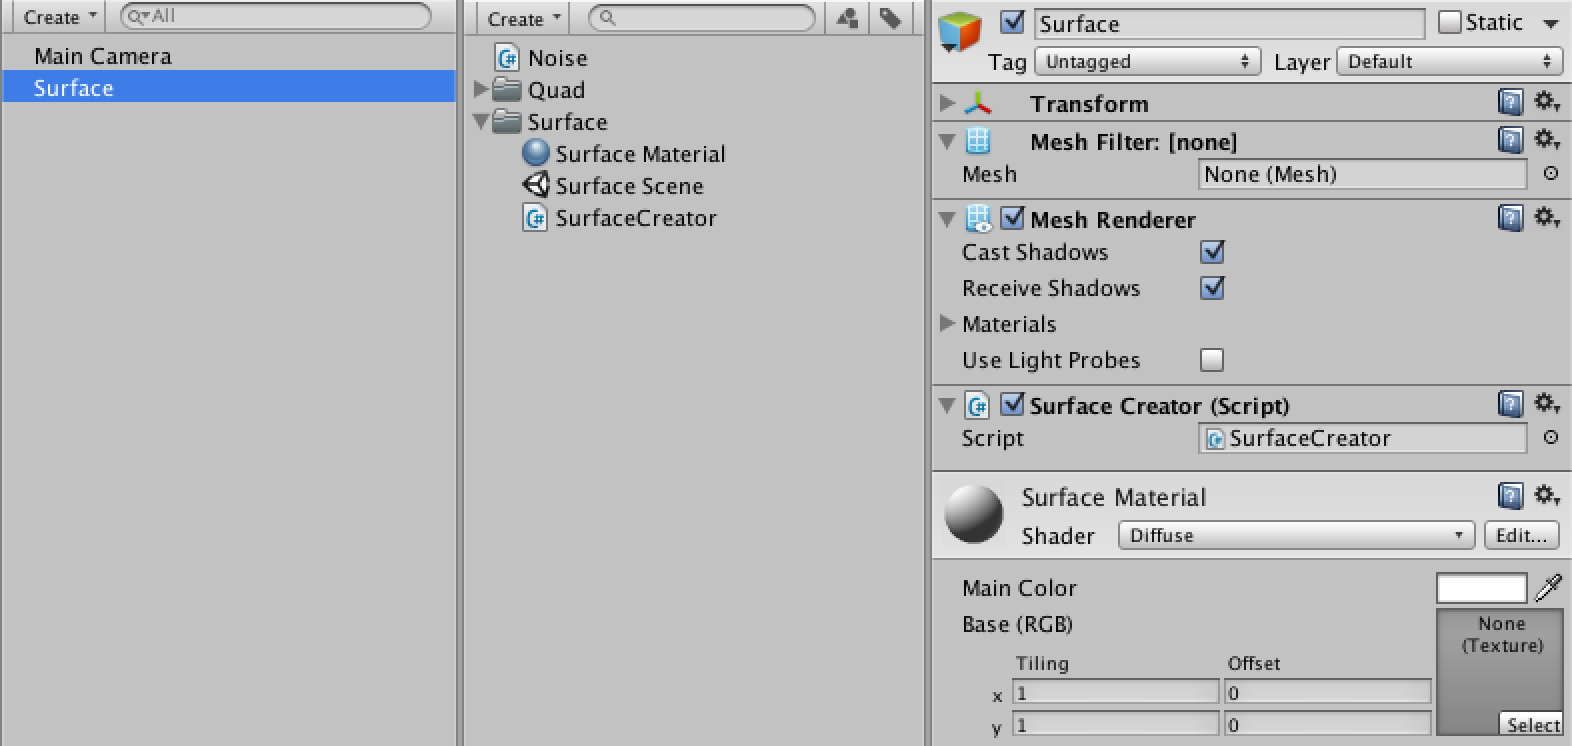 Create
All
Main Camera
Surface
Create
Noise
Quad
Surface
Surface Material
Surface Scene
SurfaceCreator
Surface
Static
Tag Untagged Layer Default
Transform
Mesh Filter: [none]
Mesh None (Mesh)
Mesh Renderer
Cast Shadows
Receive Shadows
Materials
Use Light Probes
C# Surface Creator (Script)
Script SurfaceCreator
Surface Material
Shader Diffuse Edit...
Main Color
Base (RGB)
None
(Texture)
Tiling Offset
x 1 0
y 1 0
Select